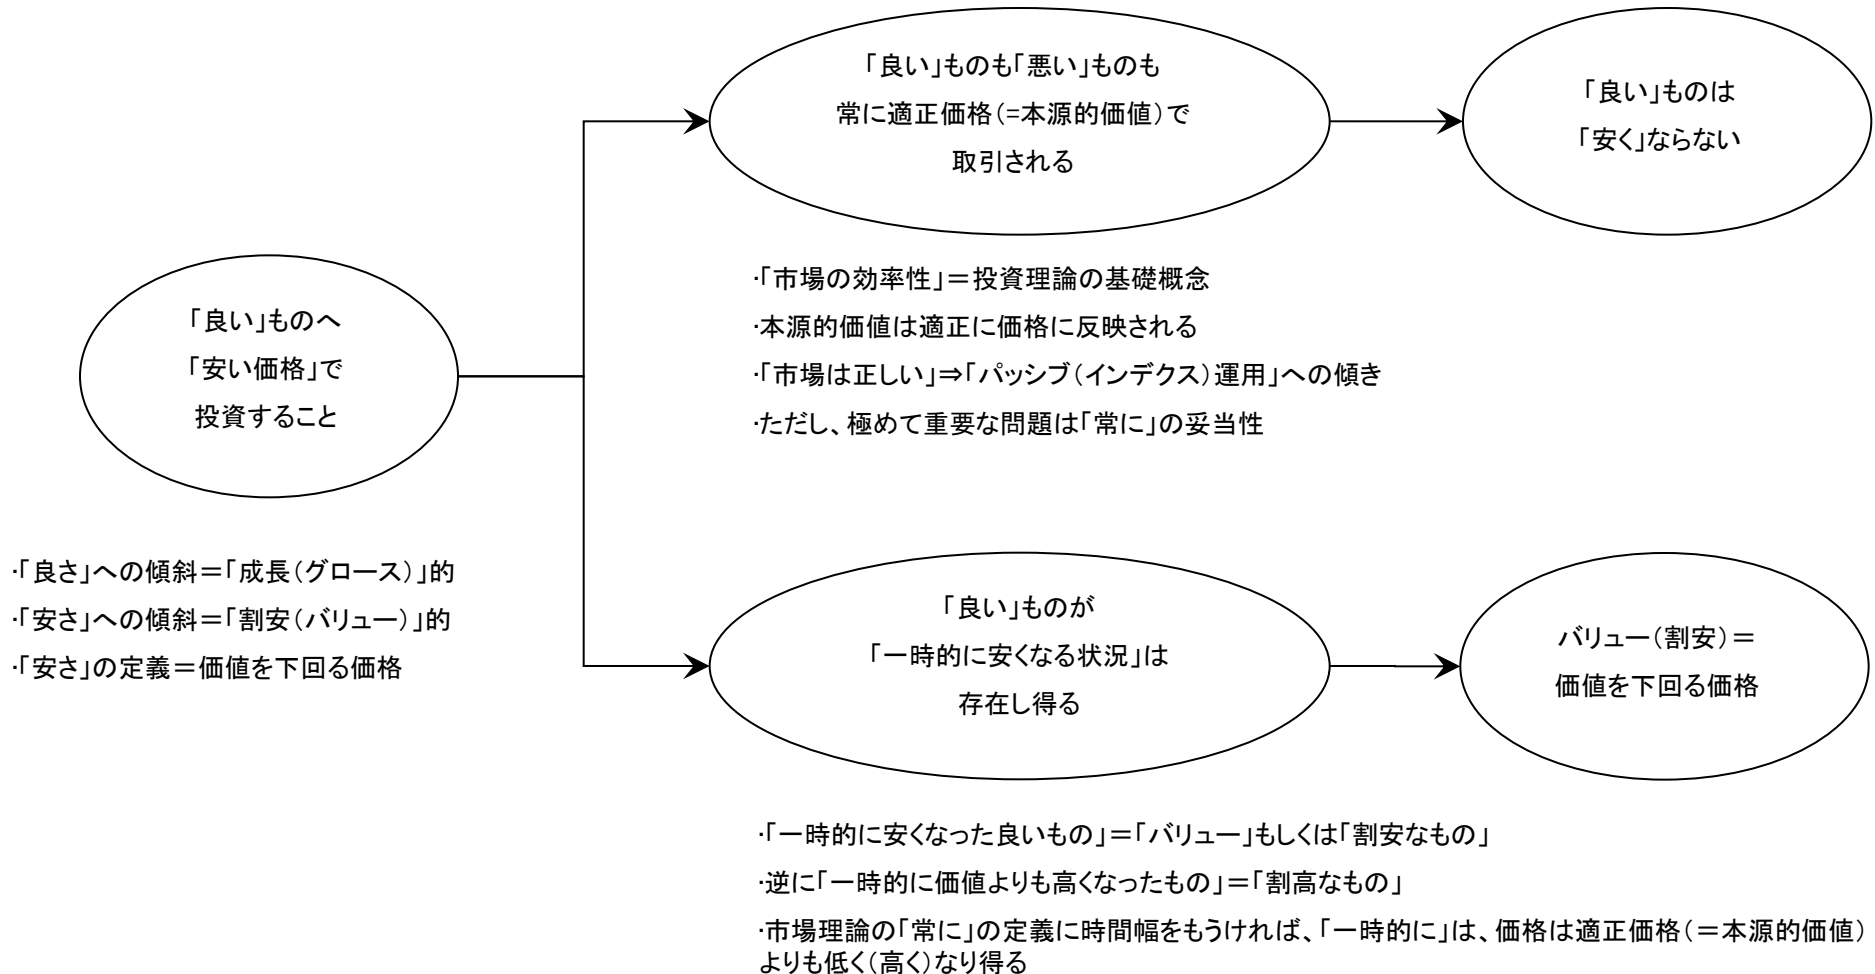 「良い」ものも「悪い」ものも
常に適正価格(=本源的価値)で
取引される
「良い」ものは
「安く」ならない
「良い」ものへ
「安い価格」で
投資すること
・「市場の効率性」＝投資理論の基礎概念
・本源的価値は適正に価格に反映される
・「市場は正しい」⇒「パッシブ(インデクス)運用」への傾き
・ただし、極めて重要な問題は「常に」の妥当性
・「良さ」への傾斜＝「成長(グロース)」的
・「安さ」への傾斜＝「割安(バリュー)」的
・「安さ」の定義＝価値を下回る価格
「良い」ものが
「一時的に安くなる状況」は
存在し得る
バリュー(割安)＝
価値を下回る価格
・「一時的に安くなった良いもの」＝「バリュー」もしくは「割安なもの」
・逆に「一時的に価値よりも高くなったもの」＝「割高なもの」
・市場理論の「常に」の定義に時間幅をもうければ、「一時的に」は、価格は適正価格(＝本源的価値)
よりも低く(高く)なり得る